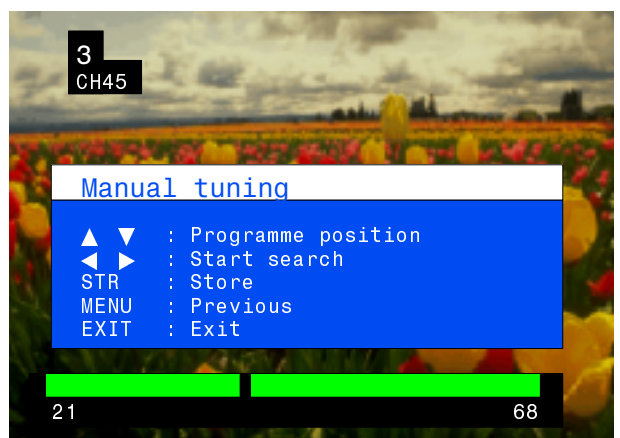 3
CH45
Manual tuning
▲ ▼ : Programme position
◀ ▶ : Start search
STR : Store
MENU : Previous
EXIT : Exit
21 68